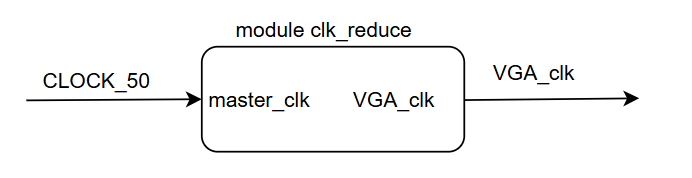 module clk_reduce
CLOCK_50
master_clk
VGA_clk
VGA_clk